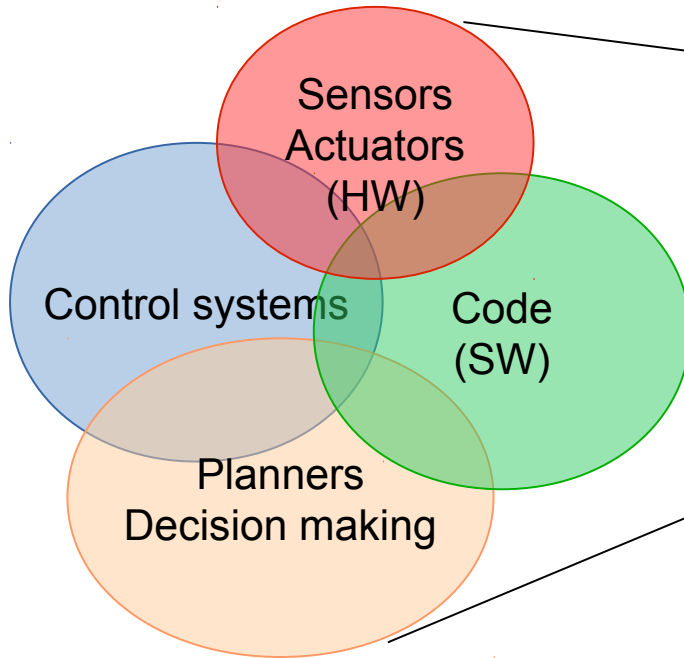 Sensors
Actuators
(HW)
Control systems
Code
(SW)
Planners
Decision making